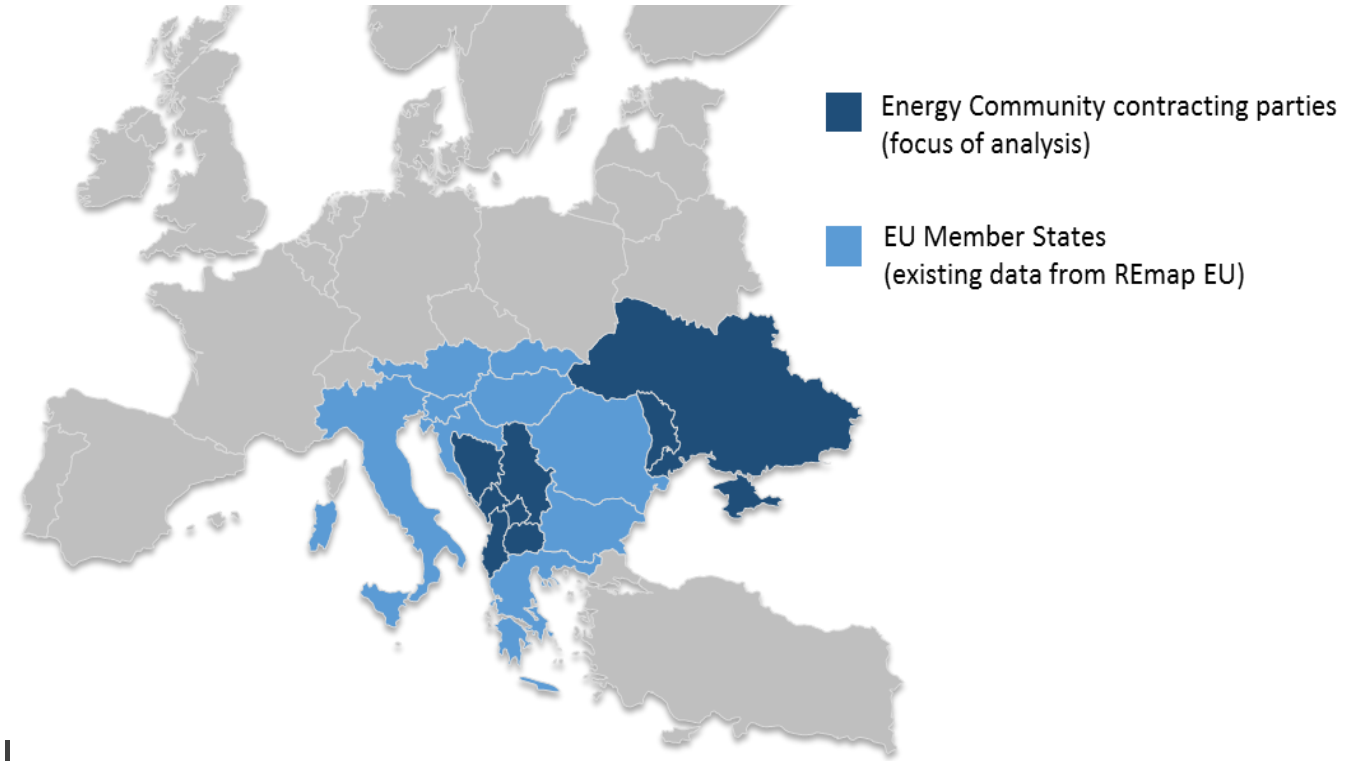 Energy Community contracting parties
(focus of analysis)
EU Member States
(existing data from REmap EU)